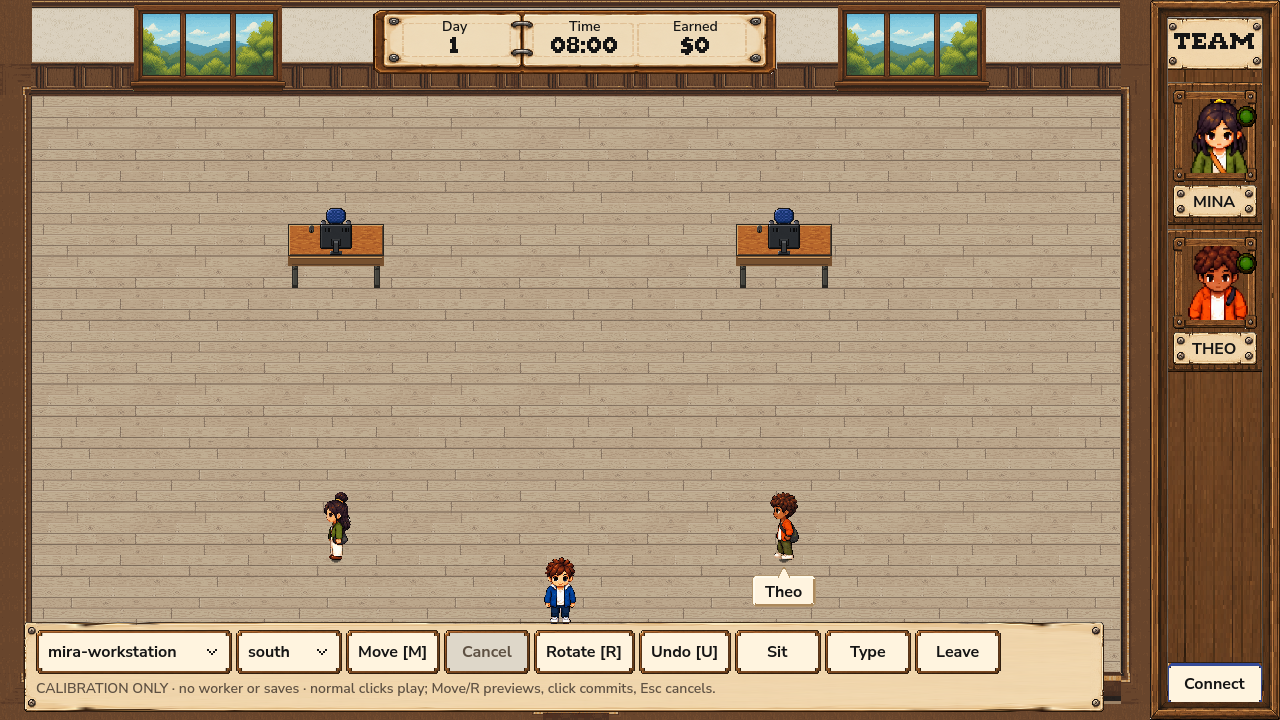 Day
1
Time
08:00
Earned
$0
TEAM
MINA
THEO
Theo
mira-workstation
south
Move [M]
Cancel
Rotate [R]
Undo [U]
Sit
Type
Leave
CALIBRATION ONLY · no worker or saves · normal clicks play; Move/R previews, click commits, Esc cancels.
Connect